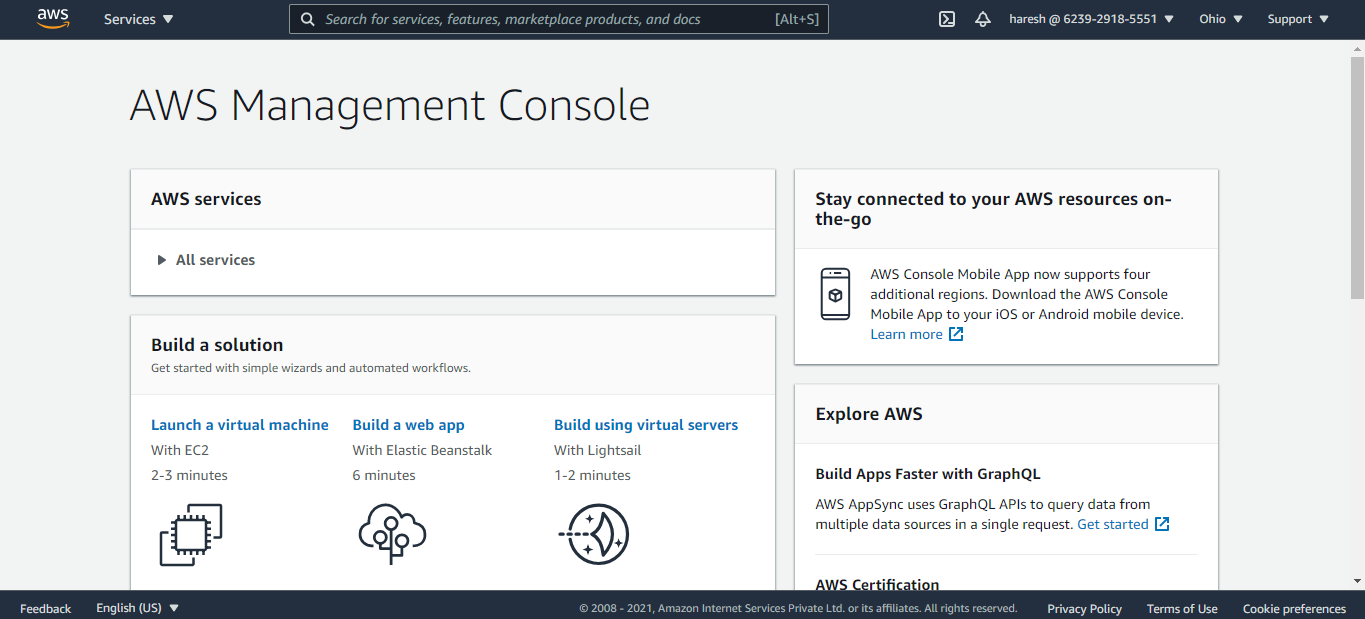 aws
Services
Search for services, features, marketplace products, and docs
[Alt+S]
haresh @ 6239-2918-5551
Ohio
Support
AWS Management Console
AWS services
All services
Build a solution
Get started with simple wizards and automated workflows.
Launch a virtual machine
With EC2
2-3 minutes
Build a web app
With Elastic Beanstalk
6 minutes
Build using virtual servers
With Lightsail
1-2 minutes
Stay connected to your AWS resources on-
the-go
AWS Console Mobile App now supports four
additional regions. Download the AWS Console
Mobile App to your iOS or Android mobile device.
Learn more
Explore AWS
Build Apps Faster with GraphQL
AWS AppSync uses GraphQL APIs to query data from
multiple data sources in a single request. Get started
AWS Certification
Feedback
English (US)
© 2008 - 2021, Amazon Internet Services Private Ltd. or its affiliates. All rights reserved.
Privacy Policy
Terms of Use
Cookie preferences